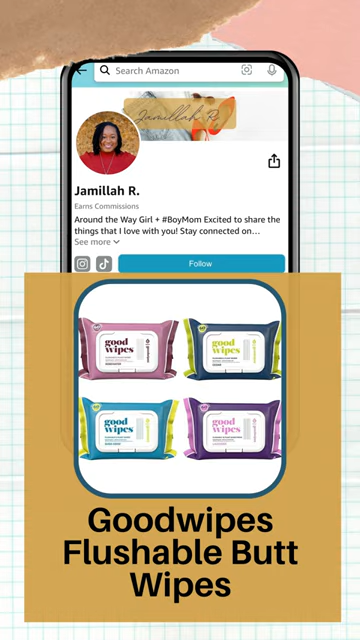 Search Amazon
Jamillah R.
Jamillah R.
Earns Commissions
Around the Way Girl + #BoyMom Excited to share the
things that I love with you! Stay connected on…
See more
Follow
good
wipes
good
wipes
good
wipes
good
wipes
Goodwipes
Flushable Butt
Wipes